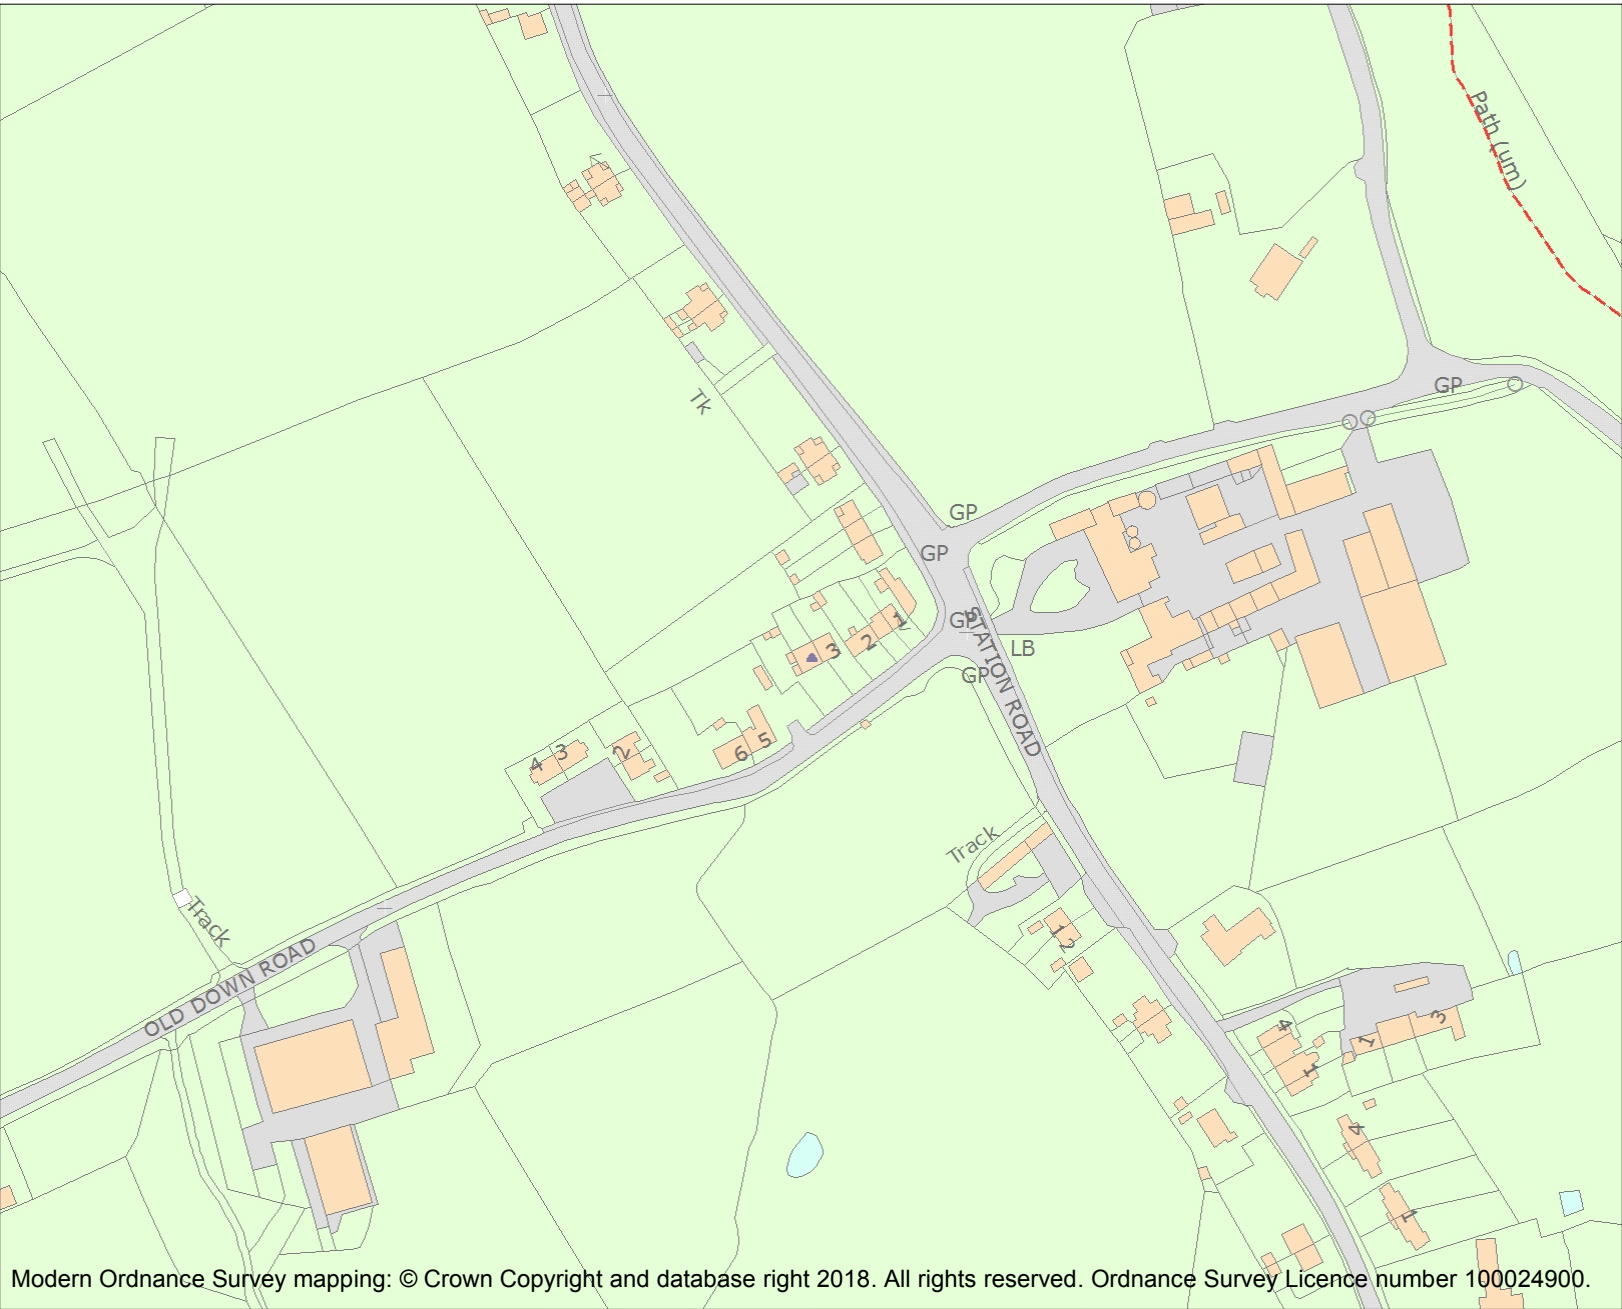 Path (um)
Tk
GP
GP
GP
GP
STATION ROAD
LB
GP
1
2
3
5
6
2
3
4
Track
Track
OLD DOWN ROAD
1
2
4
1
1
3
4
1
Modern Ordnance Survey mapping: © Crown Copyright and database right 2018. All rights reserved. Ordnance Survey Licence number 100024900.